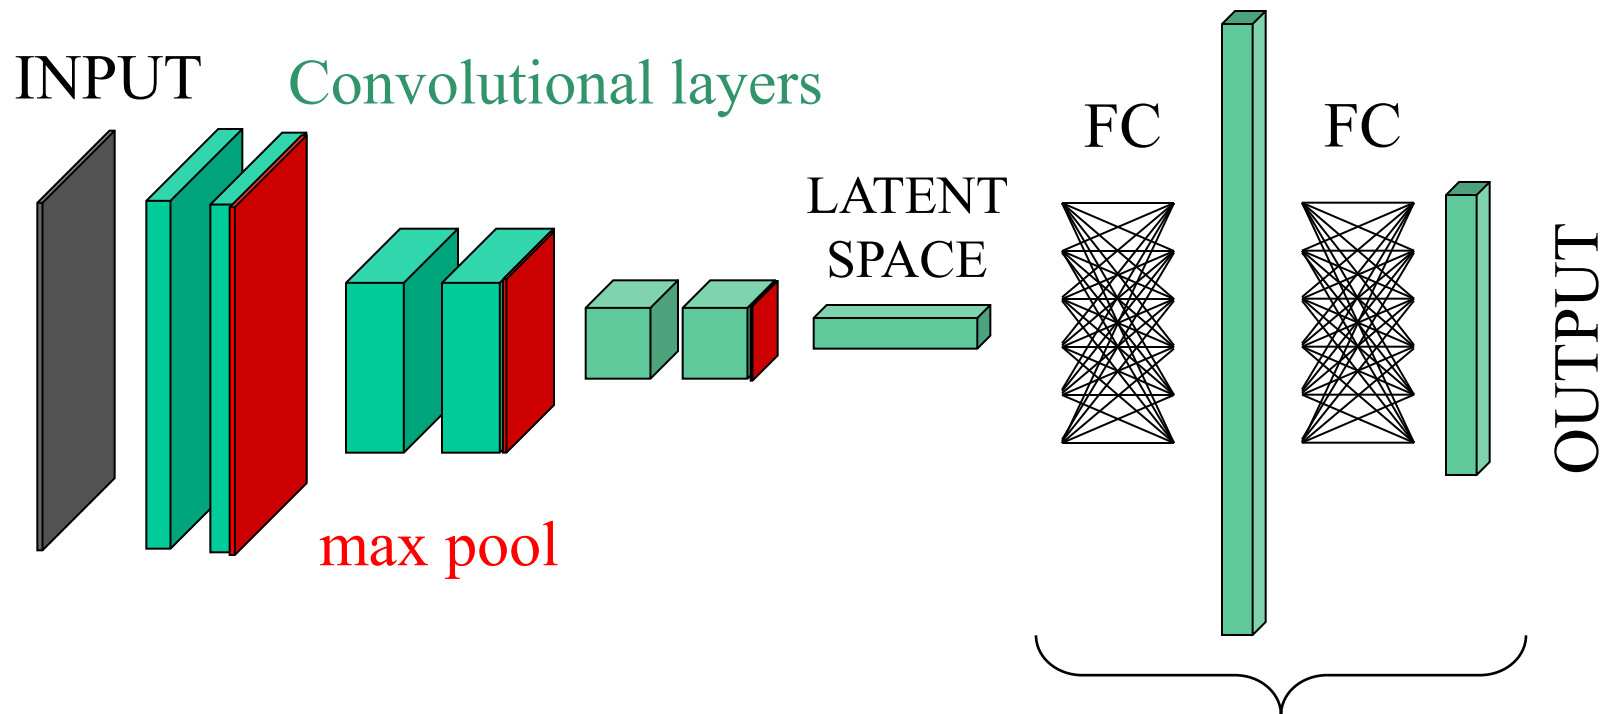 INPUT
Convolutional layers
max pool
LATENT
SPACE
FC
FC
OUTPUT